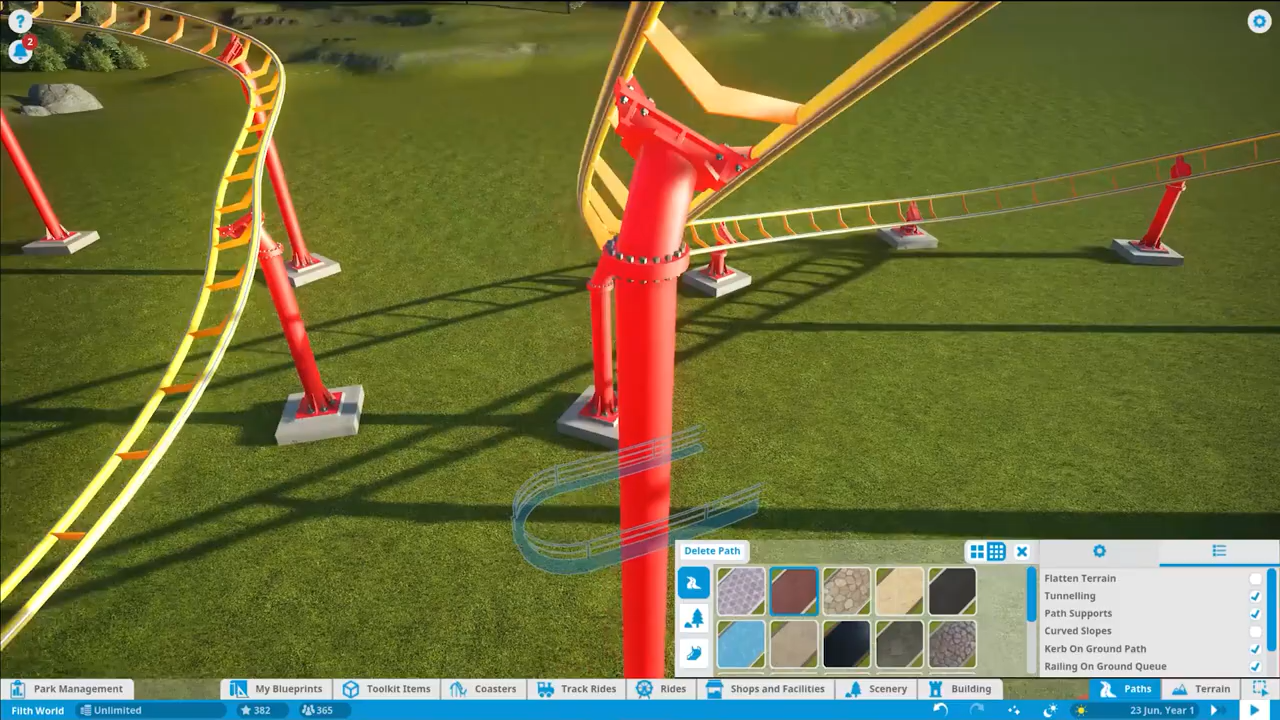 ?
2
Delete Path
Flatten Terrain
Tunnelling
Path Supports
Curved Slopes
Kerb On Ground Path
Railing On Ground Queue
Park Management
My Blueprints
Toolkit Items
Coasters
Track Rides
Rides
Shops and Facilities
Scenery
Building
Paths
Terrain
Filth World
Unlimited
382
365
23 Jun, Year 1